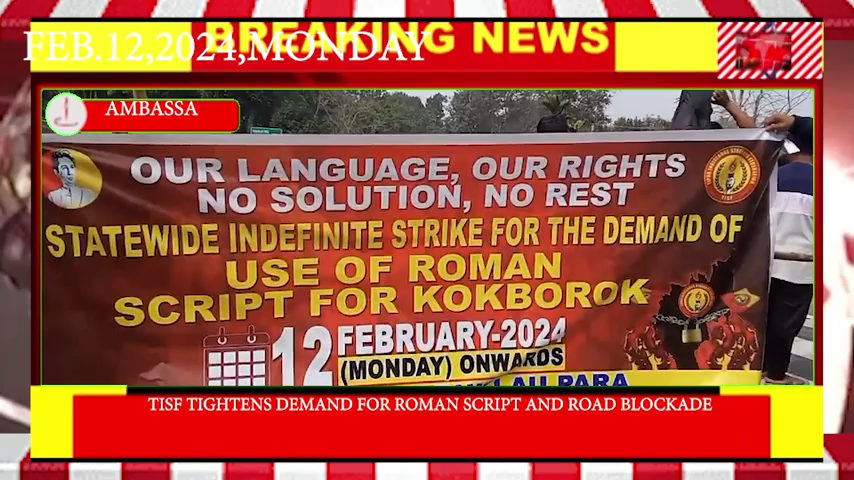 BREAKING NEWS
FEB.12,2024,MONDAY
AMBASSA
OUR LANGUAGE, OUR RIGHTS
NO SOLUTION, NO REST
STATEWIDE INDEFINITE STRIKE FOR THE DEMAND OF
USE OF ROMAN
SCRIPT FOR KOKBOROK
12 FEBRUARY-2024
(MONDAY) ONWARDS
PARA
TISF TIGHTENS DEMAND FOR ROMAN SCRIPT AND ROAD BLOCKADE